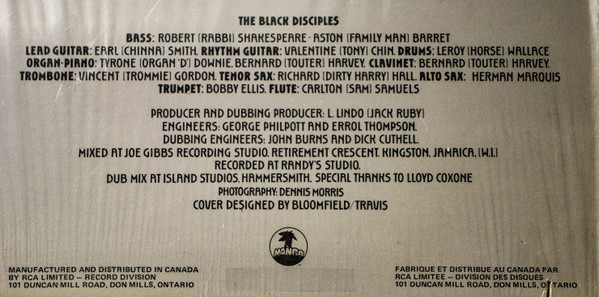 THE BLACK DISCIPLES
BASS: ROBERT (RABBI) SHAKESPEARE - ASTON (FAMILY MAN) BARRET
LEAD GUITAR: EARL (CHINNA) SMITH. RHYTHM GUITAR: VALENTINE (TONY) CHIN. DRUMS: LEROY (HORSE) WALLACE
ORGAN-PIANO: TYRONE (ORGAN 'D') DOWNIE. BERNARD (TOUTER) HARVEY. CLAVINET: BERNARD (TOUTER) HARVEY.
TROMBONE: VINCENT (TROMMIE) GORDON. TENOR SAX: RICHARD (DIRTY HARRY) HALL. ALTO SAX: HERMAN MARQUIS
TRUMPET: BOBBY ELLIS. FLUTE: CARLTON (SAM) SAMUELS
PRODUCER AND DUBBING PRODUCER: L. LINDO (JACK RUBY)
ENGINEERS: GEORGE PHILPOTT AND ERROL THOMPSON.
DUBBING ENGINEERS: JOHN BURNS AND DICK CUTHELL.
MIXED AT JOE GIBBS RECORDING STUDIO. RETIREMENT CRESCENT. KINGSTON, JAMAICA, (W.I.)
RECORDED AT RANDY'S STUDIO.
DUB MIX AT ISLAND STUDIOS, HAMMERSMITH. SPECIAL THANKS TO LLOYD COXONE
PHOTOGRAPHY: DENNIS MORRIS
COVER DESIGNED BY BLOOMFIELD/TRAVIS
MANGO
MANUFACTURED AND DISTRIBUTED IN CANADA
BY RCA LIMITED – RECORD DIVISION
101 DUNCAN MILL ROAD, DON MILLS, ONTARIO
FABRIQUE ET DISTRIBUE AU CANADA PAR
RCA LIMITEE – DIVISION DES DISQUES
101 DUNCAN MILL ROAD, DON MILLS, ONTARIO